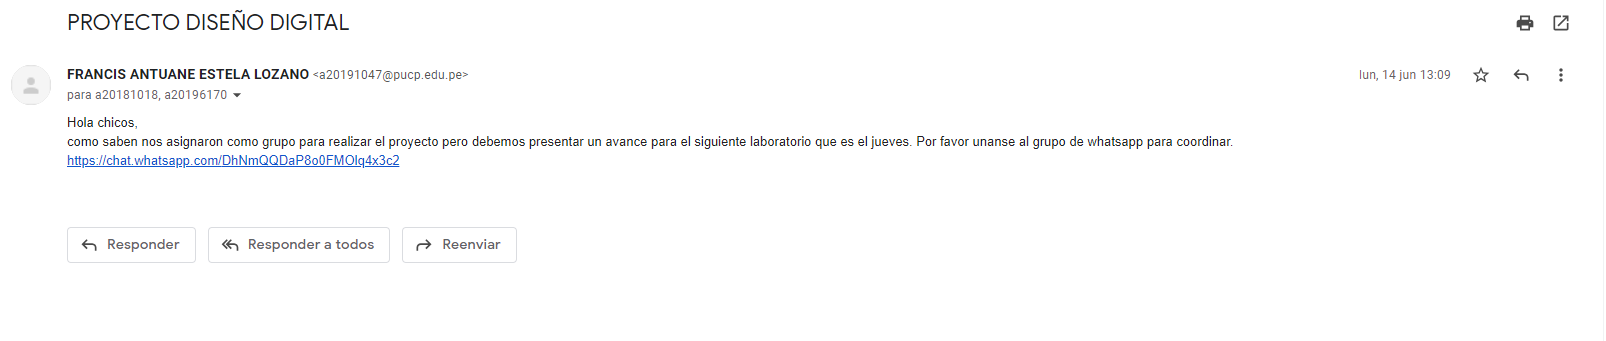 PROYECTO DISEÑO DIGITAL
FRANCIS ANTUANE ESTELA LOZANO <a20191047@pucp.edu.pe>
lun, 14 jun 13:09
para a20181018, a20196170
Hola chicos,
como saben nos asignaron como grupo para realizar el proyecto pero debemos presentar un avance para el siguiente laboratorio que es el jueves. Por favor unanse al grupo de whatsapp para coordinar.
https://chat.whatsapp.com/DhNmQQDaP8o0FMOlq4x3c2
Responder
Responder a todos
Reenviar